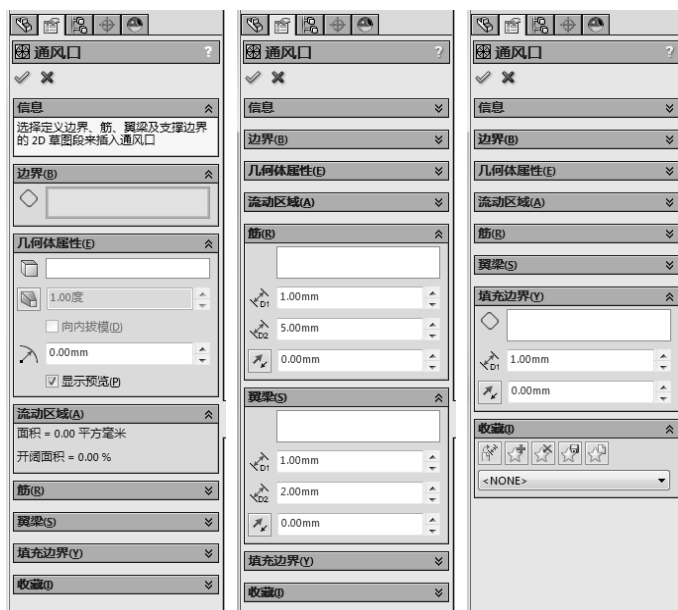 通风口 ?
信息
选择定义边界、筋、翼梁及支撑边界
的 2D 草图段来插入通风口
边界(B)
几何体属性(E)
1.00度
向内拔模(D)
0.00mm
显示预览(P)
流动区域(A)
面积 = 0.00 平方毫米
开阔面积 = 0.00 %
筋(R)
翼梁(S)
填充边界(Y)
收藏(I)
通风口 ?
信息
边界(B)
几何体属性(E)
流动区域(A)
筋(R)
D1 1.00mm
D2 5.00mm
0.00mm
翼梁(S)
D1 1.00mm
D2 2.00mm
0.00mm
填充边界(Y)
收藏(I)
通风口 ?
信息
边界(B)
几何体属性(E)
流动区域(A)
筋(R)
翼梁(S)
填充边界(Y)
D1 1.00mm
0.00mm
收藏(I)
<NONE>